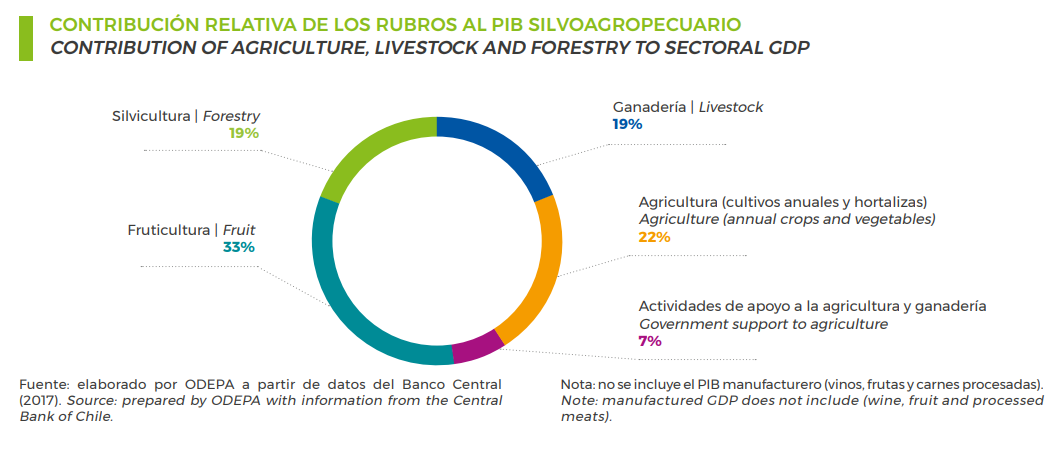 CONTRIBUCIÓN RELATIVA DE LOS RUBROS AL PIB SILVOAGROPECUARIO
CONTRIBUTION OF AGRICULTURE, LIVESTOCK AND FORESTRY TO SECTORAL GDP
Silvicultura | Forestry
19%
Ganadería | Livestock
19%
Fruticultura | Fruit
33%
Agricultura (cultivos anuales y hortalizas)
Agriculture (annual crops and vegetables)
22%
Actividades de apoyo a la agricultura y ganadería
Government support to agriculture
7%
Fuente: elaborado por ODEPA a partir de datos del Banco Central
(2017). Source: prepared by ODEPA with information from the Central
Bank of Chile.
Nota: no se incluye el PIB manufacturero (vinos, frutas y carnes procesadas).
Note: manufactured GDP does not include (wine, fruit and processed
meats).